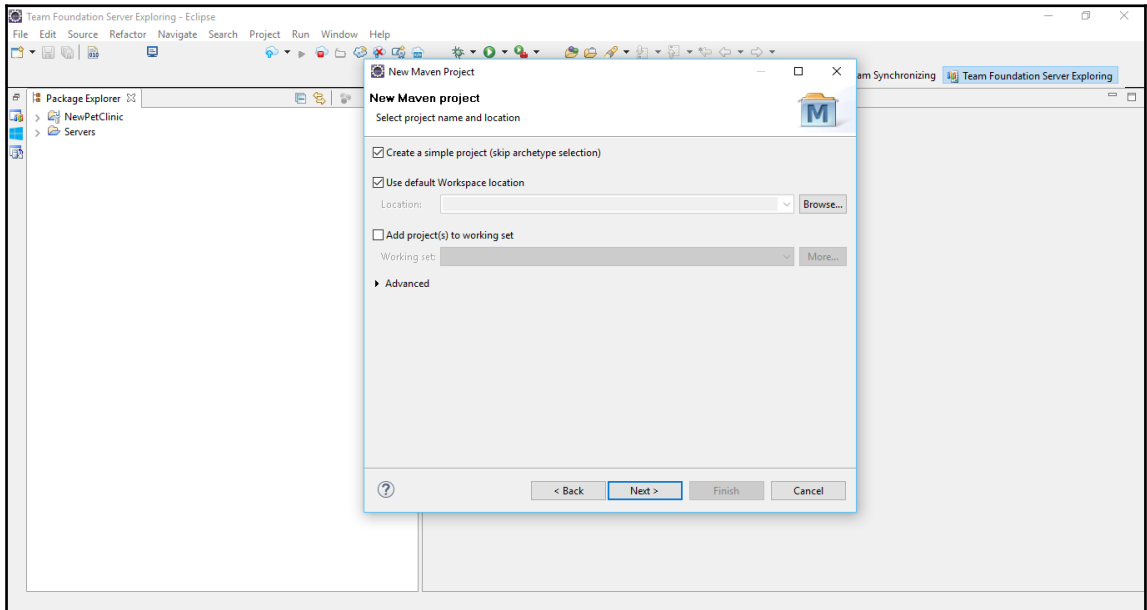 Team Foundation Server Exploring - Eclipse
File Edit Source Refactor Navigate Search Project Run Window Help
am Synchronizing Team Foundation Server Exploring
Package Explorer
NewPetClinic
Servers
New Maven Project
New Maven project
Select project name and location
M
Create a simple project (skip archetype selection)
Use default Workspace location
Location:
Browse...
Add project(s) to working set
Working set:
More...
Advanced
?
< Back Next > Finish Cancel